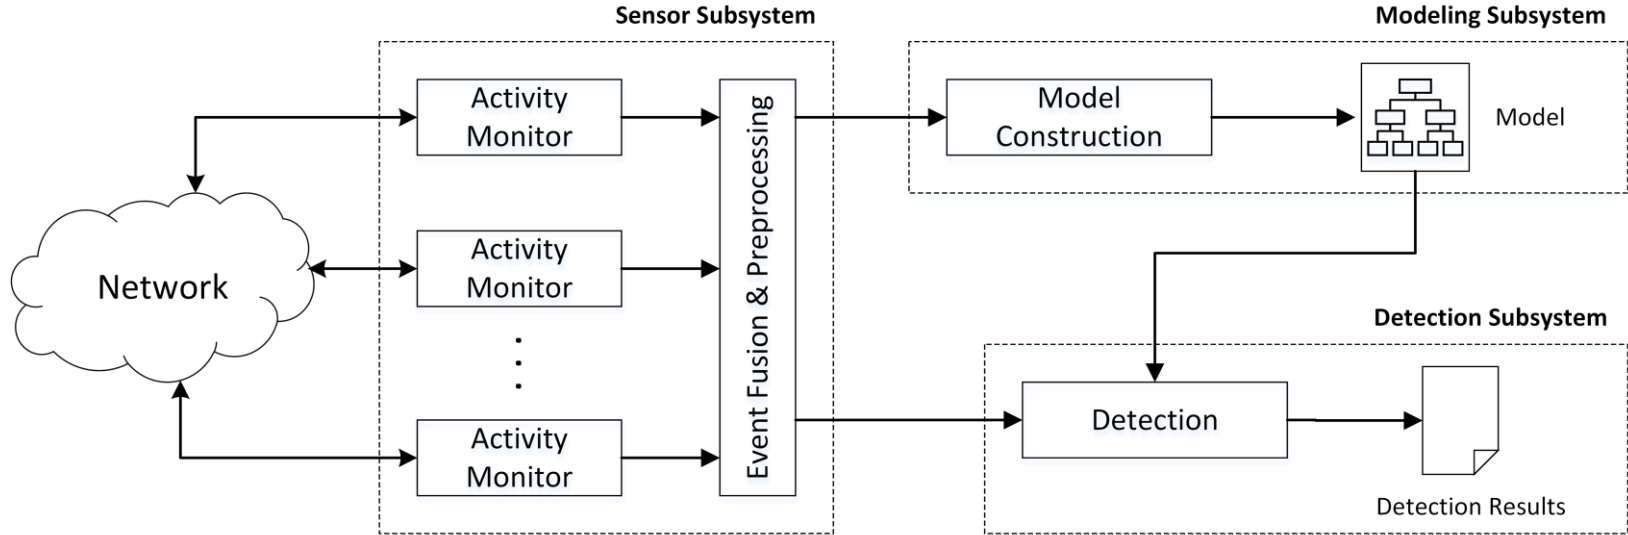 Sensor Subsystem
Modeling Subsystem
Activity
Monitor
Model
Construction
Model
Activity
Monitor
Network
Event Fusion & Preprocessing
Detection Subsystem
Detection
Activity
Monitor
Detection Results